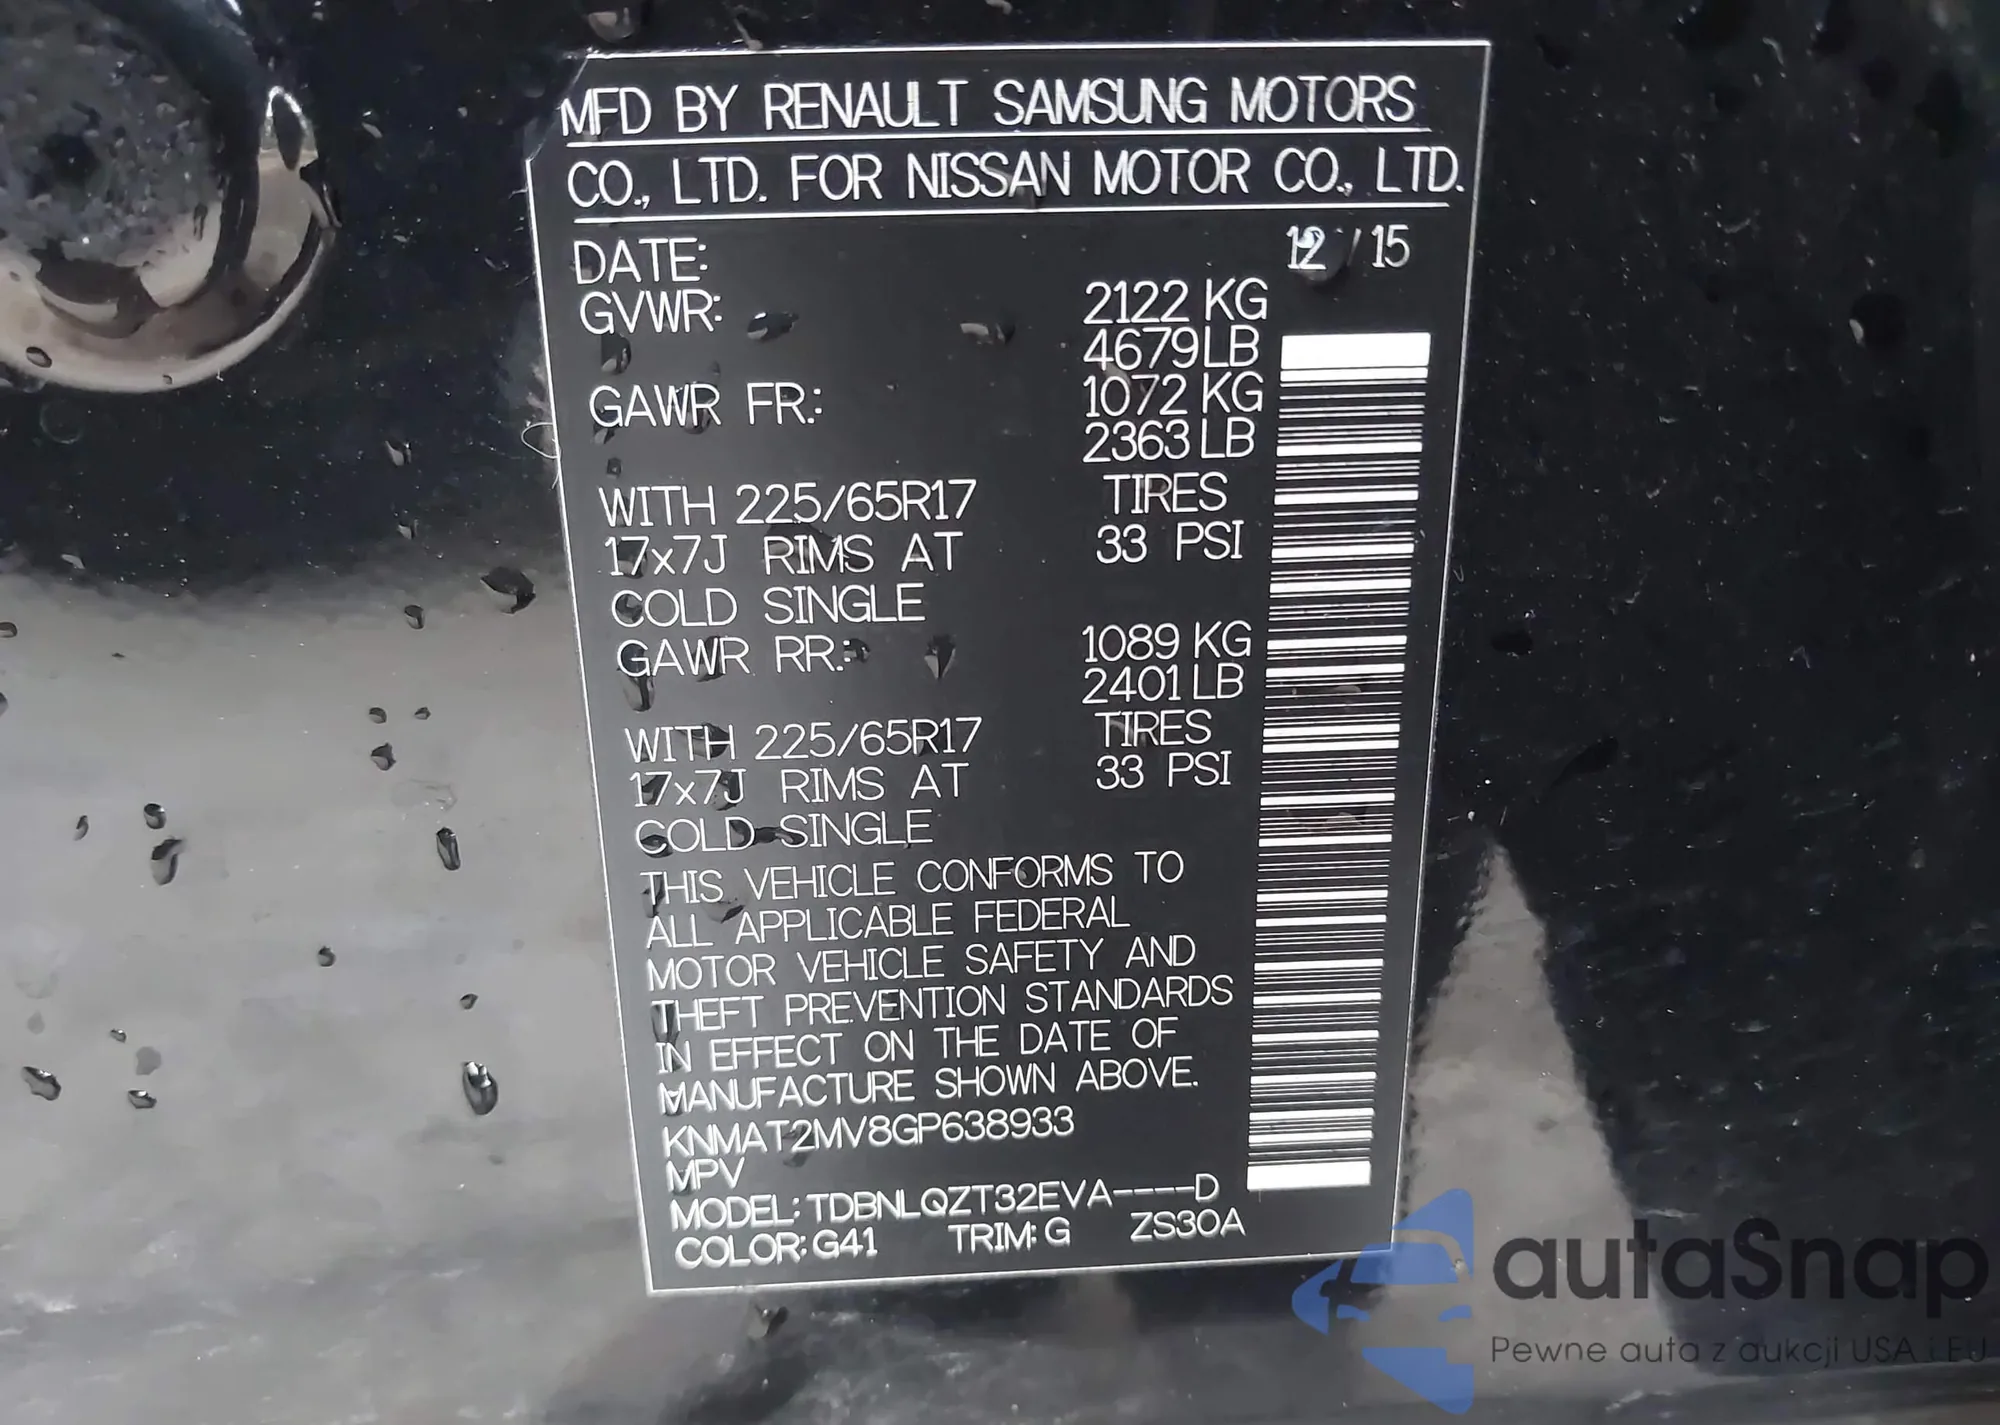 MFD BY RENAULT SAMSUNG MOTORS
CO., LTD. FOR NISSAN MOTOR CO., LTD.
DATE: 12 / 15
GVWR: 2122 KG
4679 LB
GAWR FR.: 1072 KG
2363 LB
WITH 225/65R17 TIRES
17x7J RIMS AT 33 PSI
COLD SINGLE
GAWR RR.: 1089 KG
2401 LB
WITH 225/65R17 TIRES
17x7J RIMS AT 33 PSI
COLD SINGLE
THIS VEHICLE CONFORMS TO
ALL APPLICABLE FEDERAL
MOTOR VEHICLE SAFETY AND
THEFT PREVENTION STANDARDS
IN EFFECT ON THE DATE OF
MANUFACTURE SHOWN ABOVE.
KNMAT2MV8GP638933
MPV
MODEL: TDBNLQZT32EVA----D
COLOR: G41 TRIM: G ZS30A
autaSnap
Pewne auta z aukcji USA i EU